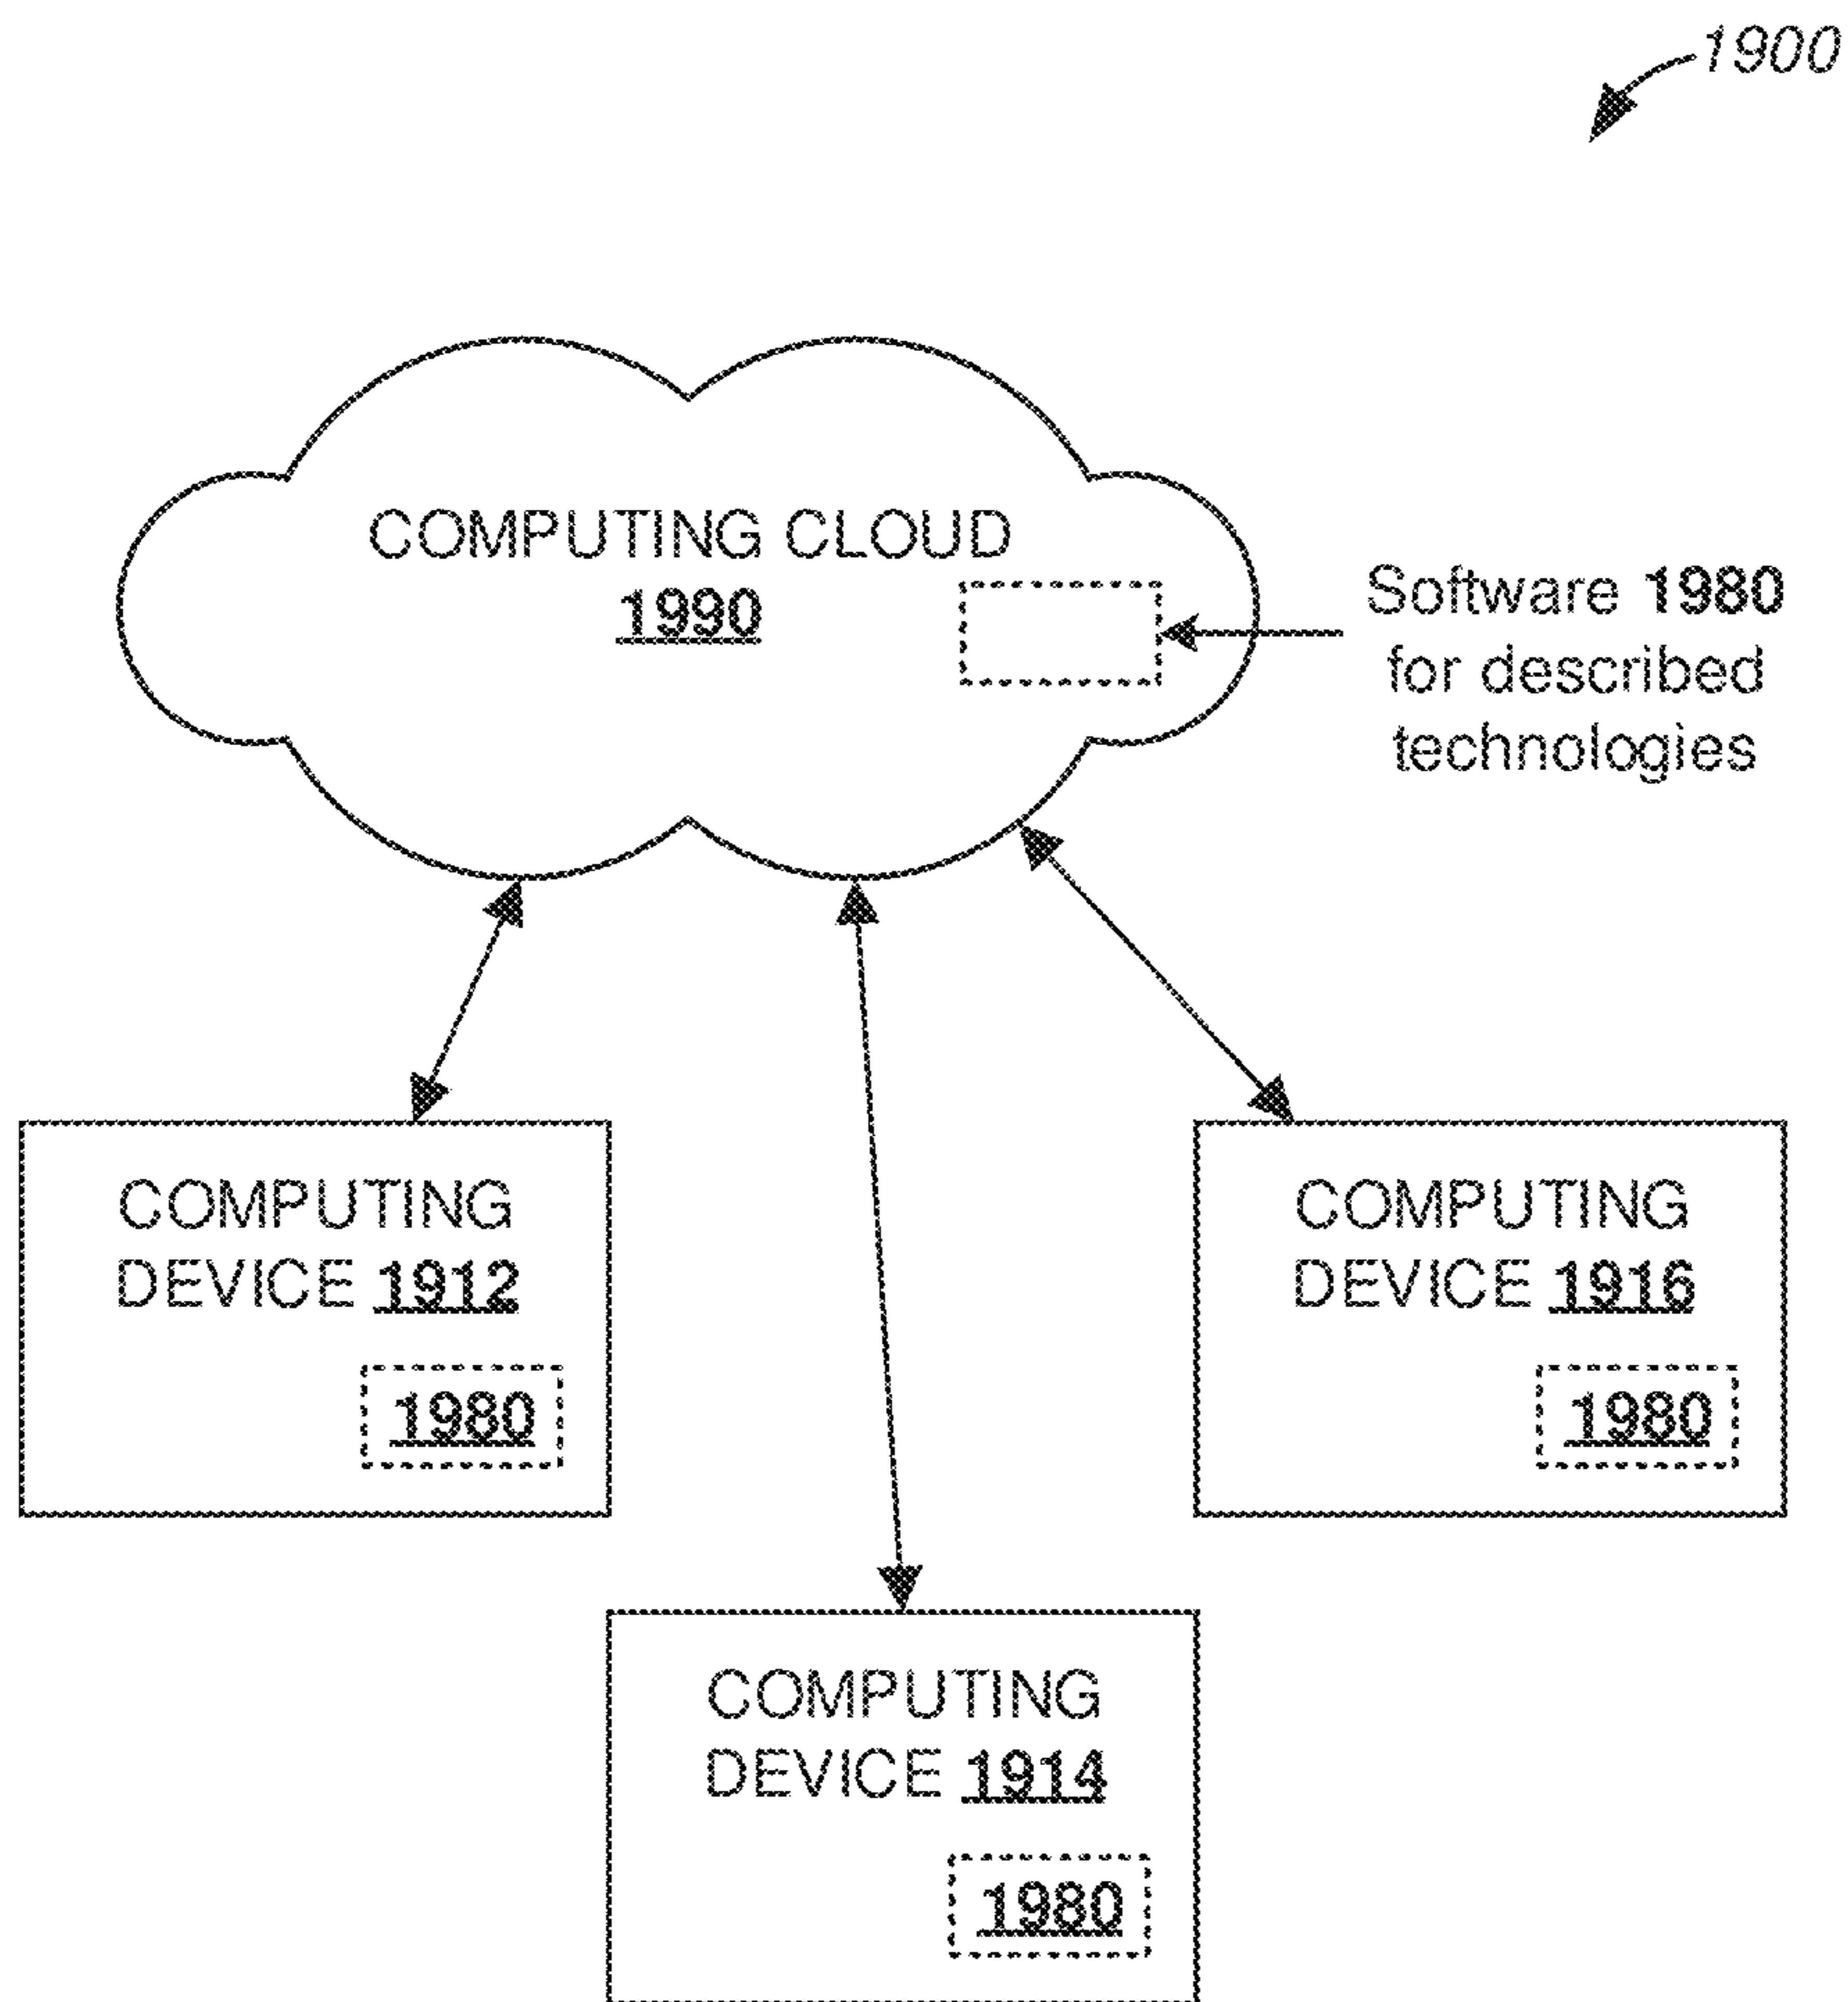 1900
COMPUTING CLOUD
1990
Software 1980
for described
technologies
COMPUTING
DEVICE 1912
1980
COMPUTING
DEVICE 1916
1980
COMPUTING
DEVICE 1914
1980